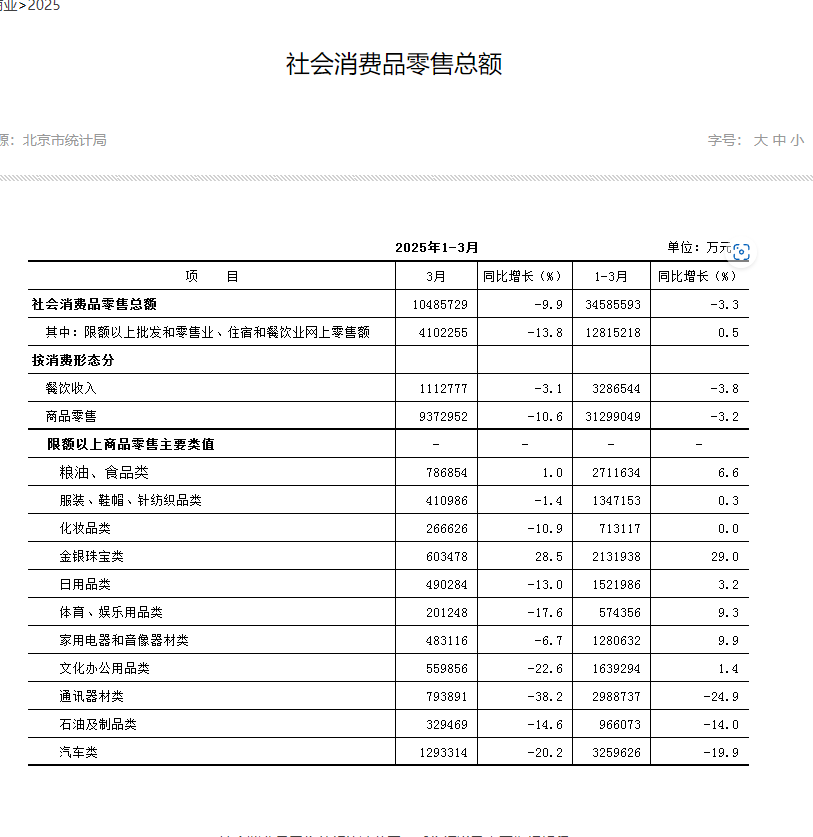 商业>2025
社会消费品零售总额
源：北京市统计局 字号： 大 中 小
2025年1-3月 单位：万元
项 目 3月 同比增长（%） 1-3月 同比增长（%）
社会消费品零售总额 10485729 -9.9 34585593 -3.3
其中：限额以上批发和零售业、住宿和餐饮业网上零售额 4102255 -13.8 12815218 0.5
按消费形态分
餐饮收入 1112777 -3.1 3286544 -3.8
商品零售 9372952 -10.6 31299049 -3.2
限额以上商品零售主要类值 - - - -
粮油、食品类 786854 1.0 2711634 6.6
服装、鞋帽、针纺织品类 410986 -1.4 1347153 0.3
化妆品类 266626 -10.9 713117 0.0
金银珠宝类 603478 28.5 2131938 29.0
日用品类 490284 -13.0 1521986 3.2
体育、娱乐用品类 201248 -17.6 574356 9.3
家用电器和音像器材类 483116 -6.7 1280632 9.9
文化办公用品类 559856 -22.6 1639294 1.4
通讯器材类 793891 -38.2 2988737 -24.9
石油及制品类 329469 -14.6 966073 -14.0
汽车类 1293314 -20.2 3259626 -19.9